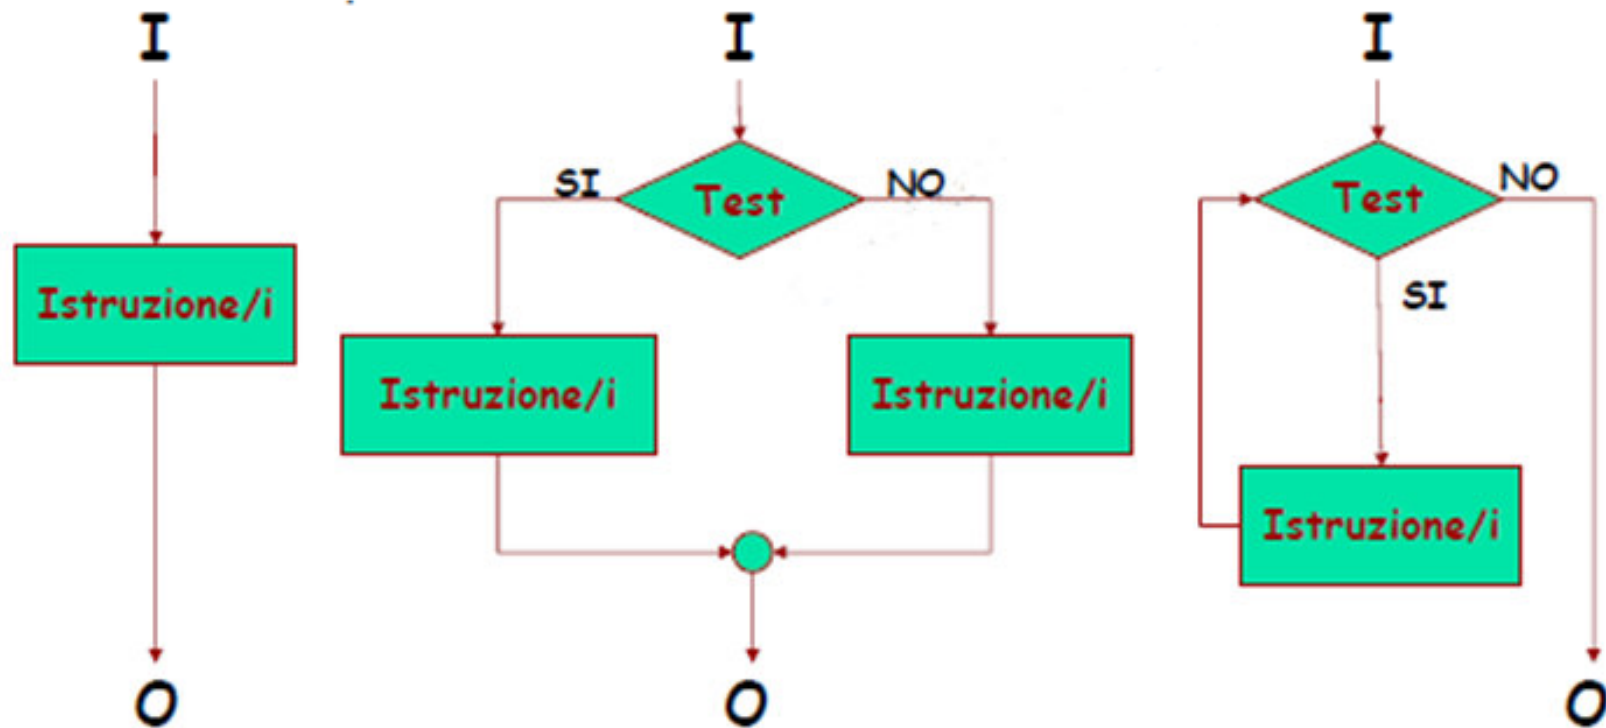 I
Istruzione/i
O
I
Test
SI
NO
Istruzione/i
Istruzione/i
O
I
Test
NO
SI
Istruzione/i
O